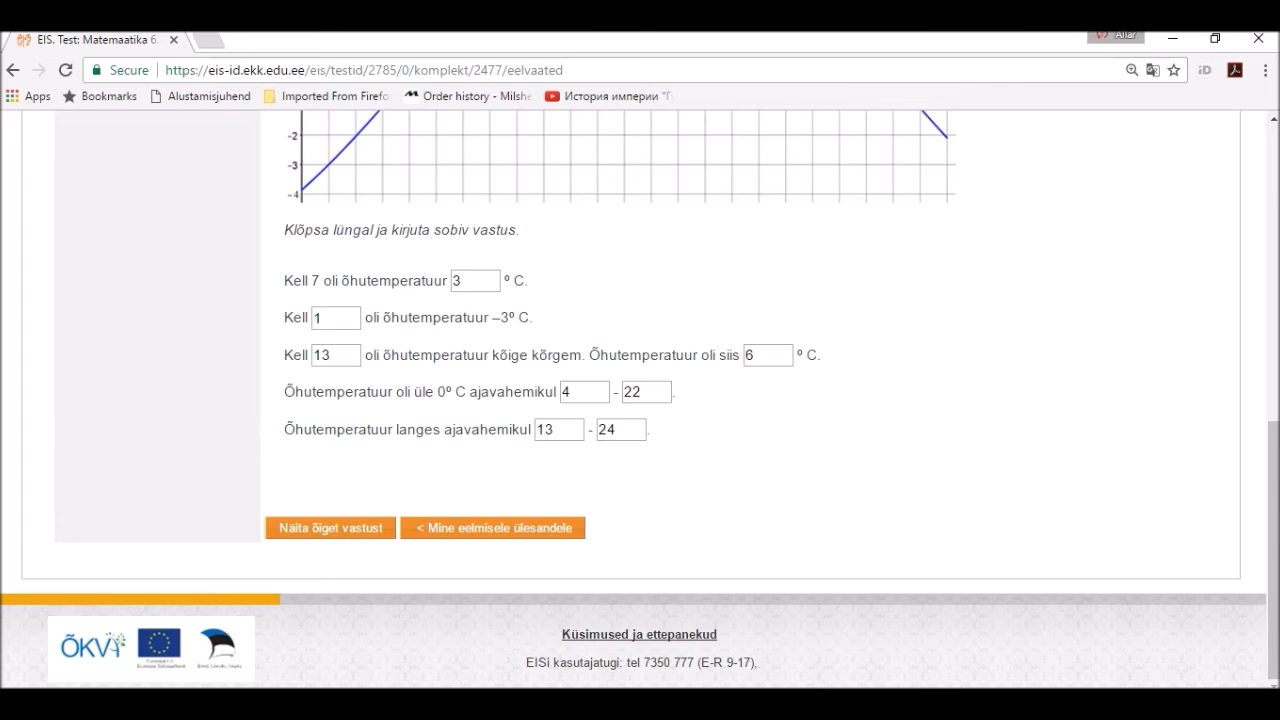 EIS. Test: Matemaatika 6.
Allar
Secure https://eis-id.ekk.edu.ee/eis/testid/2785/0/komplekt/2477/eelvaated
iD
Apps Bookmarks Alustamisjuhend Imported From Firefo Order history - Milshe История империи "Г
-2
-3
-4
Klõpsa lüngal ja kirjuta sobiv vastus.
Kell 7 oli õhutemperatuur 3 º C.
Kell 1 oli õhutemperatuur –3º C.
Kell 13 oli õhutemperatuur kõige kõrgem. Õhutemperatuur oli siis 6 º C.
Õhutemperatuur oli üle 0º C ajavahemikul 4 - 22.
Õhutemperatuur langes ajavahemikul 13 - 24.
Näita õiget vastust < Mine eelmisele ülesandele
ÕKVA
Küsimused ja ettepanekud
EISi kasutajatugi: tel 7350 777 (E-R 9-17),